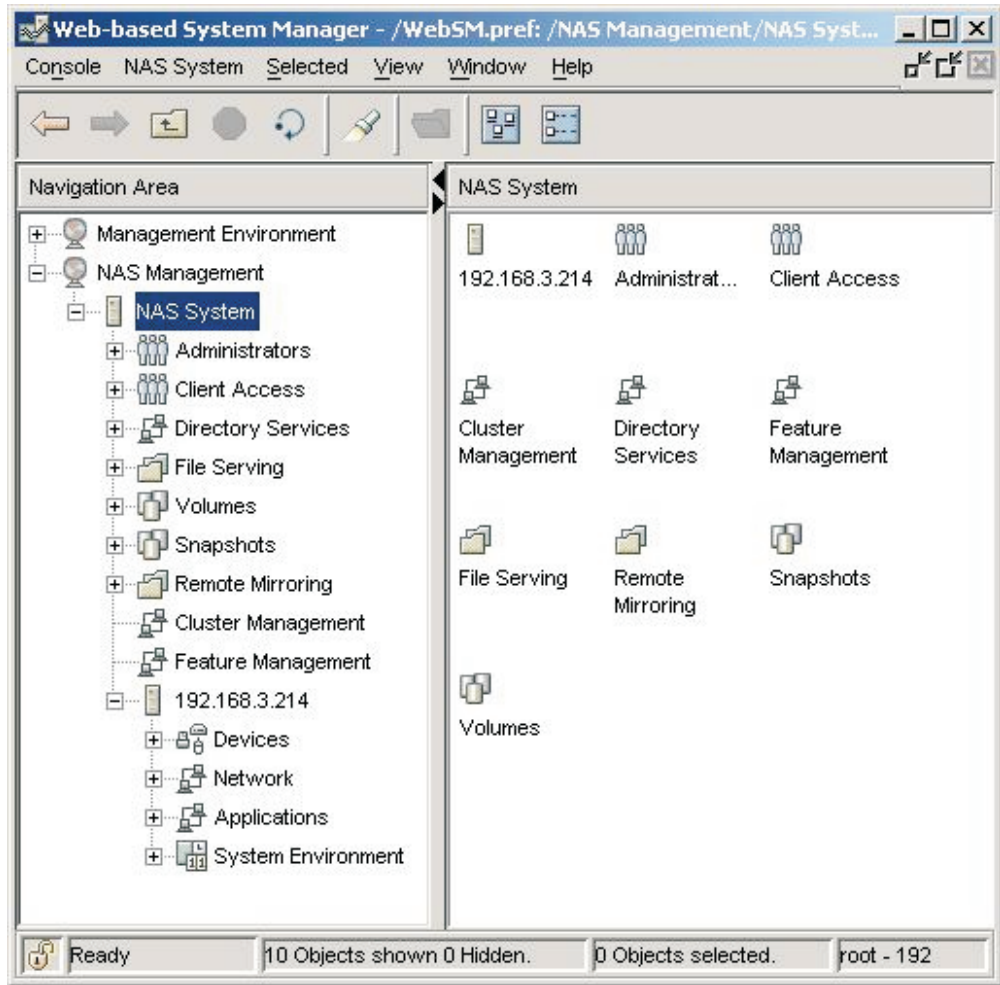 Web-based System Manager - /WebSM.pref: /NAS Management/NAS Syst...
Console NAS System Selected View Window Help
Navigation Area
NAS System
Management Environment
NAS Management
NAS System
Administrators
Client Access
Directory Services
File Serving
Volumes
Snapshots
Remote Mirroring
Cluster Management
Feature Management
192.168.3.214
Devices
Network
Applications
System Environment
192.168.3.214
Administrat...
Client Access
Cluster
Management
Directory
Services
Feature
Management
File Serving
Remote
Mirroring
Snapshots
Volumes
Ready
10 Objects shown 0 Hidden.
0 Objects selected.
root - 192